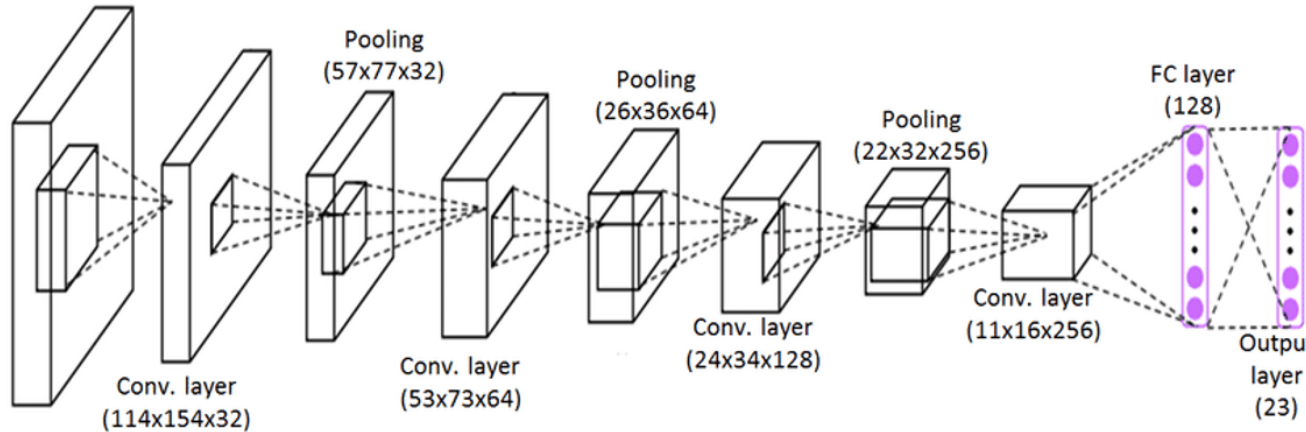 Pooling
(57x77x32)
Pooling
(26x36x64)
Pooling
(22x32x256)
FC layer
(128)
Conv. layer
(114x154x32)
Conv. layer
(53x73x64)
Conv. layer
(24x34x128)
Conv. layer
(11x16x256)
Outpu
layer
(23)